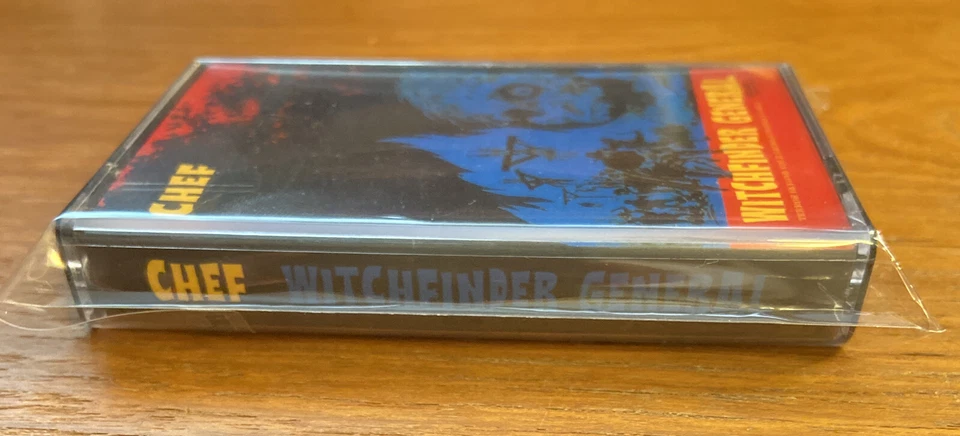 CHEF
WITCHFINDER GENERAL
CHEF WITCHFINDER GENERAL